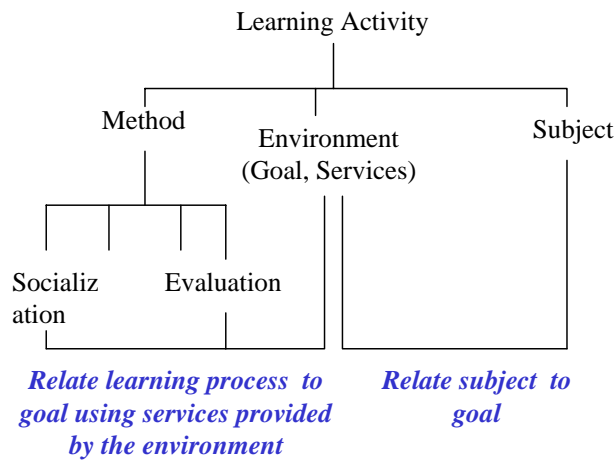 Learning Activity
Method
Environment
(Goal, Services)
Subject
Socializ
ation
Evaluation
Relate learning process to
goal using services provided
by the environment
Relate subject to
goal